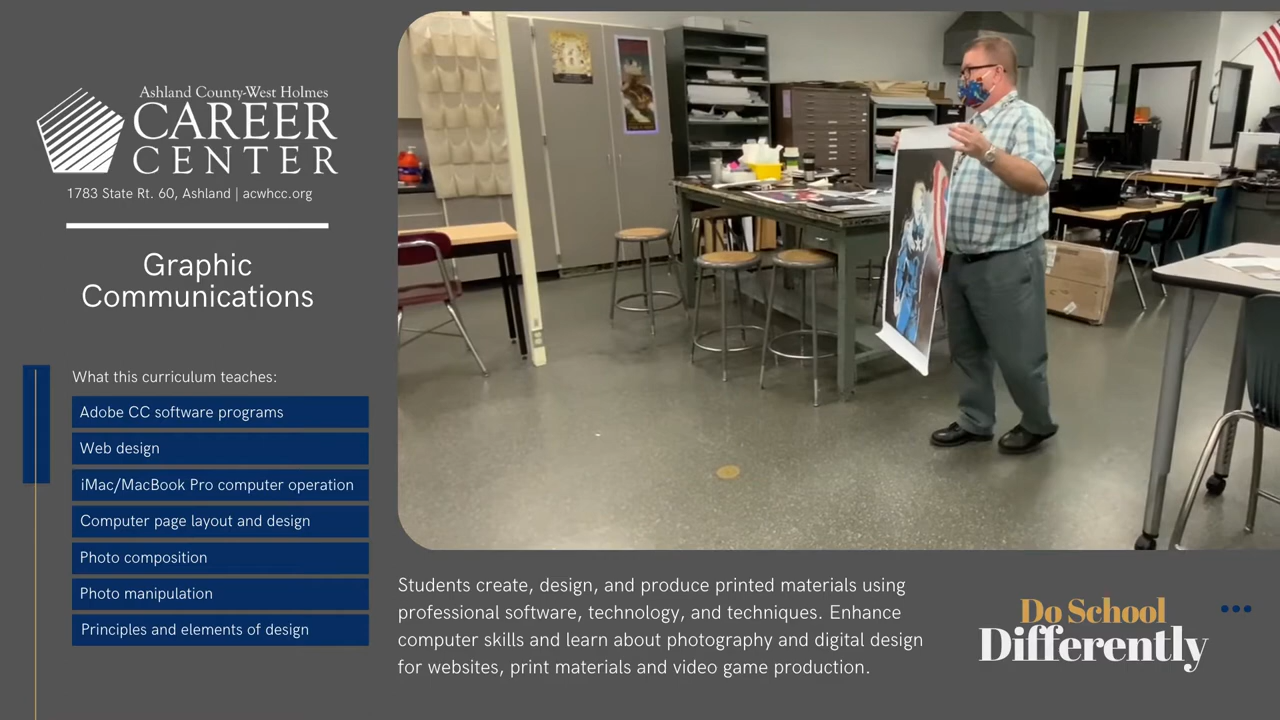 Ashland County-West Holmes
CAREER
CENTER
1783 State Rt. 60, Ashland | acwhcc.org
Graphic
Communications
What this curriculum teaches:
Adobe CC software programs
Web design
iMac/MacBook Pro computer operation
Computer page layout and design
Photo composition
Photo manipulation
Principles and elements of design
Students create, design, and produce printed materials using
professional software, technology, and techniques. Enhance
computer skills and learn about photography and digital design
for websites, print materials and video game production.
Do School
Differently